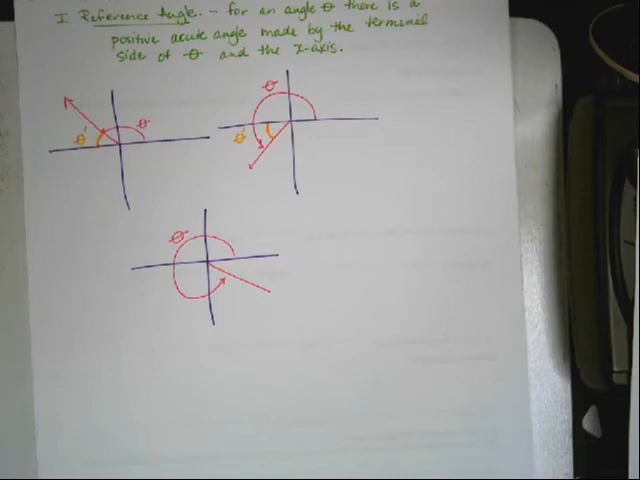 I Reference Angle. - for an angle θ there is a
positive acute angle made by the terminal
side of θ and the x-axis.
θ' θ
θ
θ'
θ